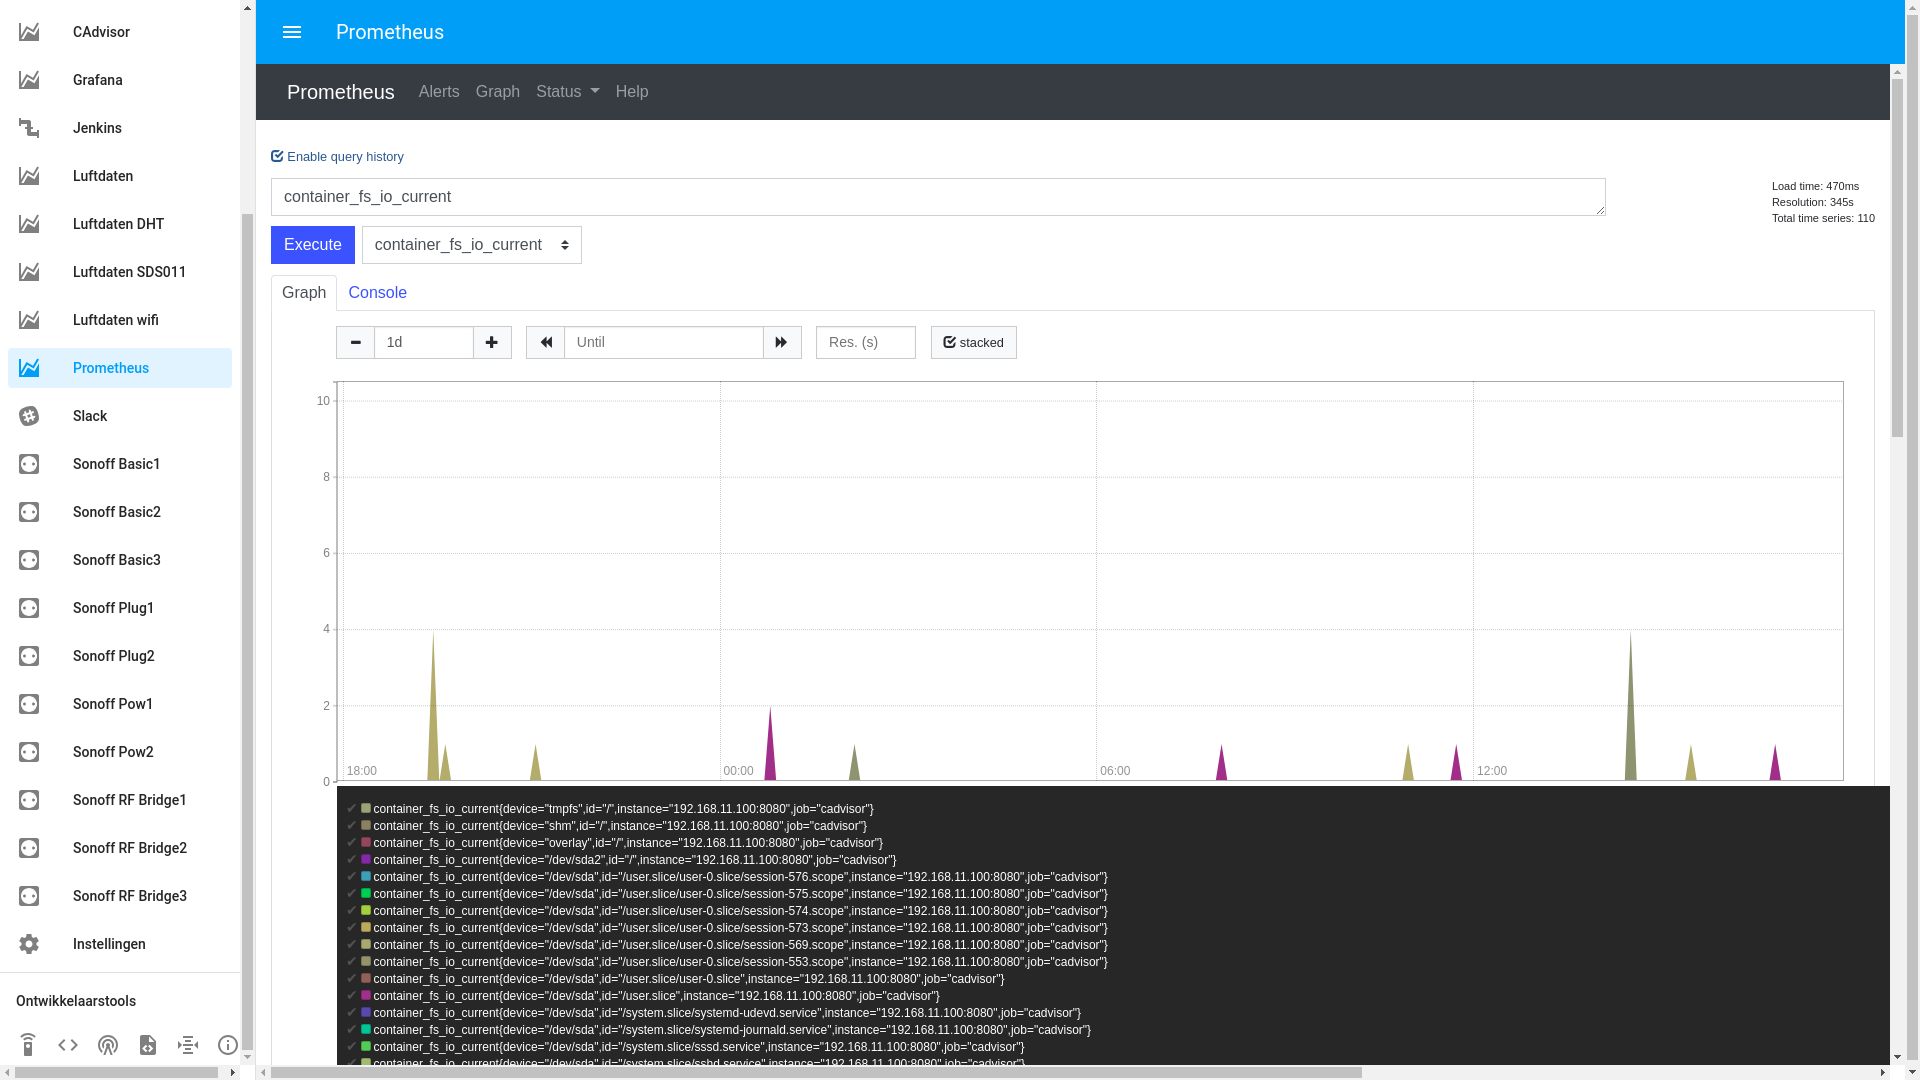 CAdvisor
Grafana
Jenkins
Luftdaten
Luftdaten DHT
Luftdaten SDS011
Luftdaten wifi
Prometheus
Slack
Sonoff Basic1
Sonoff Basic2
Sonoff Basic3
Sonoff Plug1
Sonoff Plug2
Sonoff Pow1
Sonoff Pow2
Sonoff RF Bridge1
Sonoff RF Bridge2
Sonoff RF Bridge3
Instellingen
Ontwikkelaarstools
Prometheus
Prometheus Alerts Graph Status Help
Enable query history
container_fs_io_current
Load time: 470ms
Resolution: 345s
Total time series: 110
Execute container_fs_io_current
Graph Console
1d Until Res. (s) stacked
10
8
6
4
2
0
18:00 00:00 06:00 12:00
container_fs_io_current{device="tmpfs",id="/",instance="192.168.11.100:8080",job="cadvisor"}
container_fs_io_current{device="shm",id="/",instance="192.168.11.100:8080",job="cadvisor"}
container_fs_io_current{device="overlay",id="/",instance="192.168.11.100:8080",job="cadvisor"}
container_fs_io_current{device="/dev/sda2",id="/",instance="192.168.11.100:8080",job="cadvisor"}
container_fs_io_current{device="/dev/sda",id="/user.slice/user-0.slice/session-576.scope",instance="192.168.11.100:8080",job="cadvisor"}
container_fs_io_current{device="/dev/sda",id="/user.slice/user-0.slice/session-575.scope",instance="192.168.11.100:8080",job="cadvisor"}
container_fs_io_current{device="/dev/sda",id="/user.slice/user-0.slice/session-574.scope",instance="192.168.11.100:8080",job="cadvisor"}
container_fs_io_current{device="/dev/sda",id="/user.slice/user-0.slice/session-573.scope",instance="192.168.11.100:8080",job="cadvisor"}
container_fs_io_current{device="/dev/sda",id="/user.slice/user-0.slice/session-569.scope",instance="192.168.11.100:8080",job="cadvisor"}
container_fs_io_current{device="/dev/sda",id="/user.slice/user-0.slice/session-553.scope",instance="192.168.11.100:8080",job="cadvisor"}
container_fs_io_current{device="/dev/sda",id="/user.slice/user-0.slice",instance="192.168.11.100:8080",job="cadvisor"}
container_fs_io_current{device="/dev/sda",id="/user.slice",instance="192.168.11.100:8080",job="cadvisor"}
container_fs_io_current{device="/dev/sda",id="/system.slice/systemd-udevd.service",instance="192.168.11.100:8080",job="cadvisor"}
container_fs_io_current{device="/dev/sda",id="/system.slice/systemd-journald.service",instance="192.168.11.100:8080",job="cadvisor"}
container_fs_io_current{device="/dev/sda",id="/system.slice/sssd.service",instance="192.168.11.100:8080",job="cadvisor"}
container_fs_io_current{device="/dev/sda",id="/system.slice/sshd.service",instance="192.168.11.100:8080",job="cadvisor"}